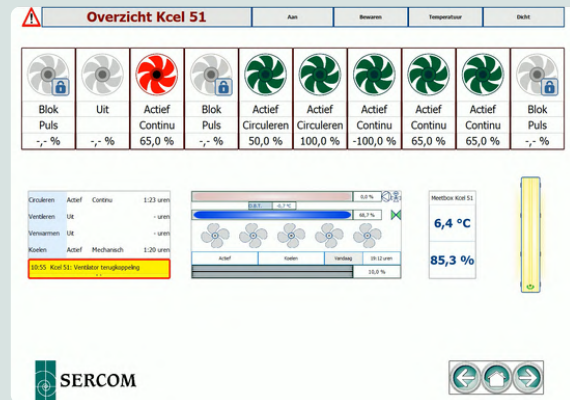 Overzicht Kcel 51 Aan Bewaren Temperatuur Dicht
Blok Uit Actief Blok Actief Actief Actief Actief Actief Blok
Puls Continu Puls Circuleren Circuleren Continu Continu Continu Puls
-,- % -,- % 65,0 % -,- % 50,0 % 100,0 % -100,0 % 65,0 % 65,0 % -,- %
Circuleren Actief Continu 1:23 uren
Ventileren Uit - uren
Verwarmen Uit - uren
Koelen Actief Mechanisch 1:20 uren
10:55 Kcel 51: Ventilator terugkoppeling
-.-
0,0 %
6,7 °C
66,7 %
Actief Koelen Vandaag
10,0 %
Meetbox Kcel 51
6,4 °C
85,3 %
SERCOM